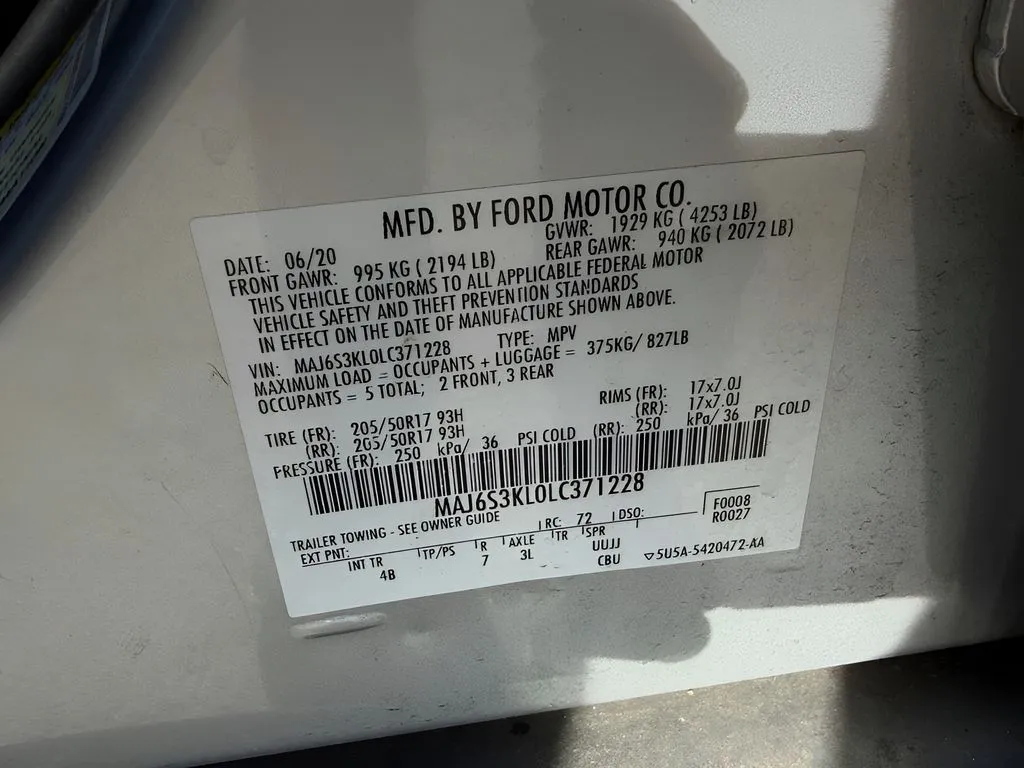 MFD. BY FORD MOTOR CO.
DATE: 06/20 GVWR: 1929 KG ( 4253 LB)
FRONT GAWR: 995 KG ( 2194 LB) REAR GAWR: 940 KG ( 2072 LB)
THIS VEHICLE CONFORMS TO ALL APPLICABLE FEDERAL MOTOR
VEHICLE SAFETY AND THEFT PREVENTION STANDARDS
IN EFFECT ON THE DATE OF MANUFACTURE SHOWN ABOVE.
VIN: MAJ6S3KL0LC371228 TYPE: MPV
MAXIMUM LOAD = OCCUPANTS + LUGGAGE = 375KG/ 827LB
OCCUPANTS = 5 TOTAL; 2 FRONT, 3 REAR
TIRE (FR): 205/50R17 93H RIMS (FR): 17x7.0J
(RR): 205/50R17 93H (RR): 17x7.0J
PRESSURE (FR): 250 kPa/ 36 PSI COLD (RR): 250 kPa/ 36 PSI COLD
MAJ6S3KL0LC371228
TRAILER TOWING - SEE OWNER GUIDE
EXT PNT: RC: 72 DSO: F0008
INT TR TP/PS R AXLE TR SPR R0027
4B 7 3L UUJJ
CBU ▽5U5A-5420472-AA